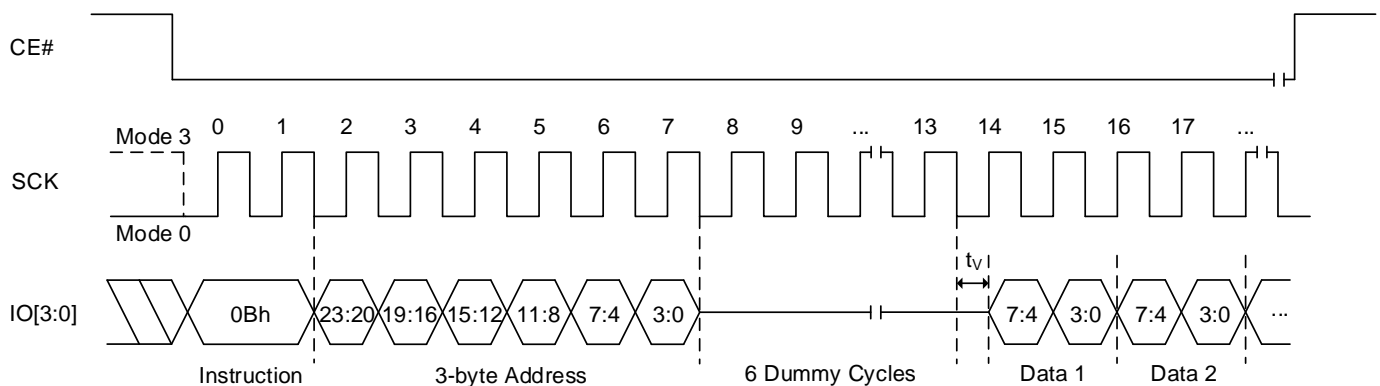 CE#
Mode 3 0 1 2 3 4 5 6 7 8 9 ... 13 14 15 16 17 ...
SCK
Mode 0
tV
IO[3:0] 0Bh 23:20 19:16 15:12 11:8 7:4 3:0 7:4 3:0 7:4 3:0 ...
Instruction 3-byte Address 6 Dummy Cycles Data 1 Data 2